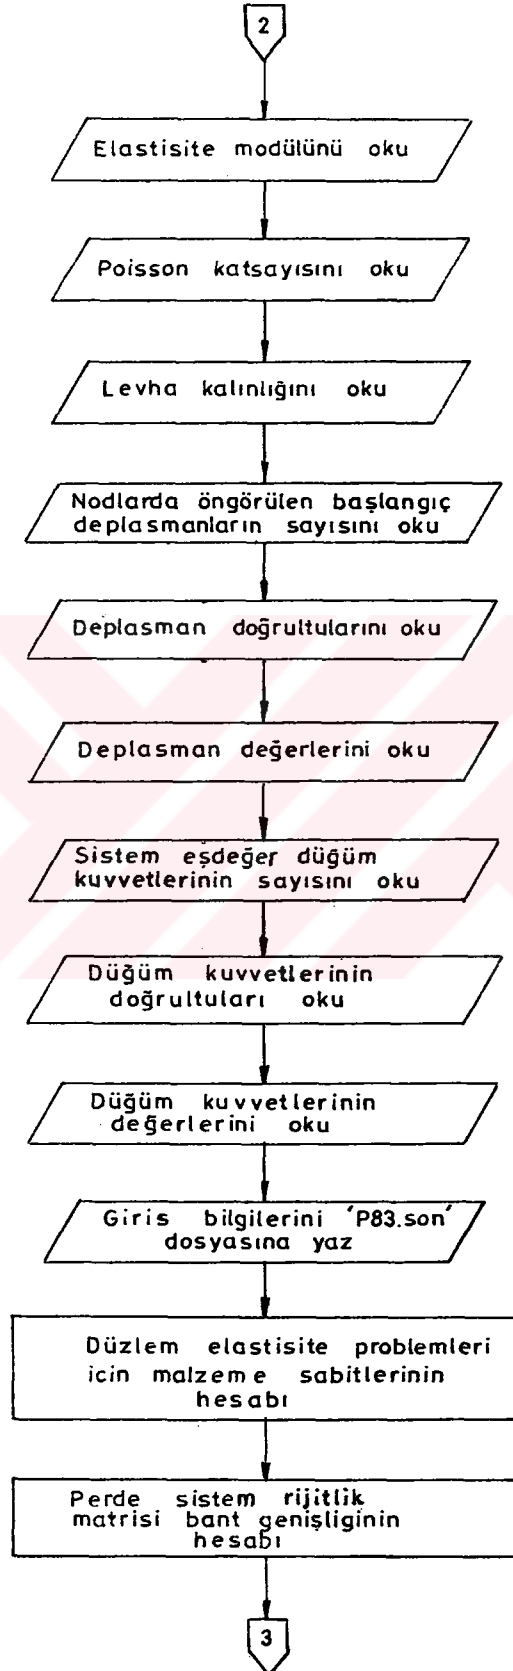 2
Elastisite modülünü oku
Poisson katsayısını oku
Levha kalınlığını oku
Nodlarda öngörülen başlangıç
deplasmanların sayısını oku
Deplasman doğrultularını oku
Deplasman değerlerini oku
Sistem eşdeğer düğüm
kuvvetlerinin sayısını oku
Düğüm kuvvetlerinin
doğrultuları oku
Düğüm kuvvetlerinin
değerlerini oku
Giris bilgilerini 'P83.son'
dosyasına yaz
Düzlem elastisite problemleri
icin malzeme sabitlerinin
hesabı
Perde sistem rijitlik
matrisi bant genişliginin
hesabı
3